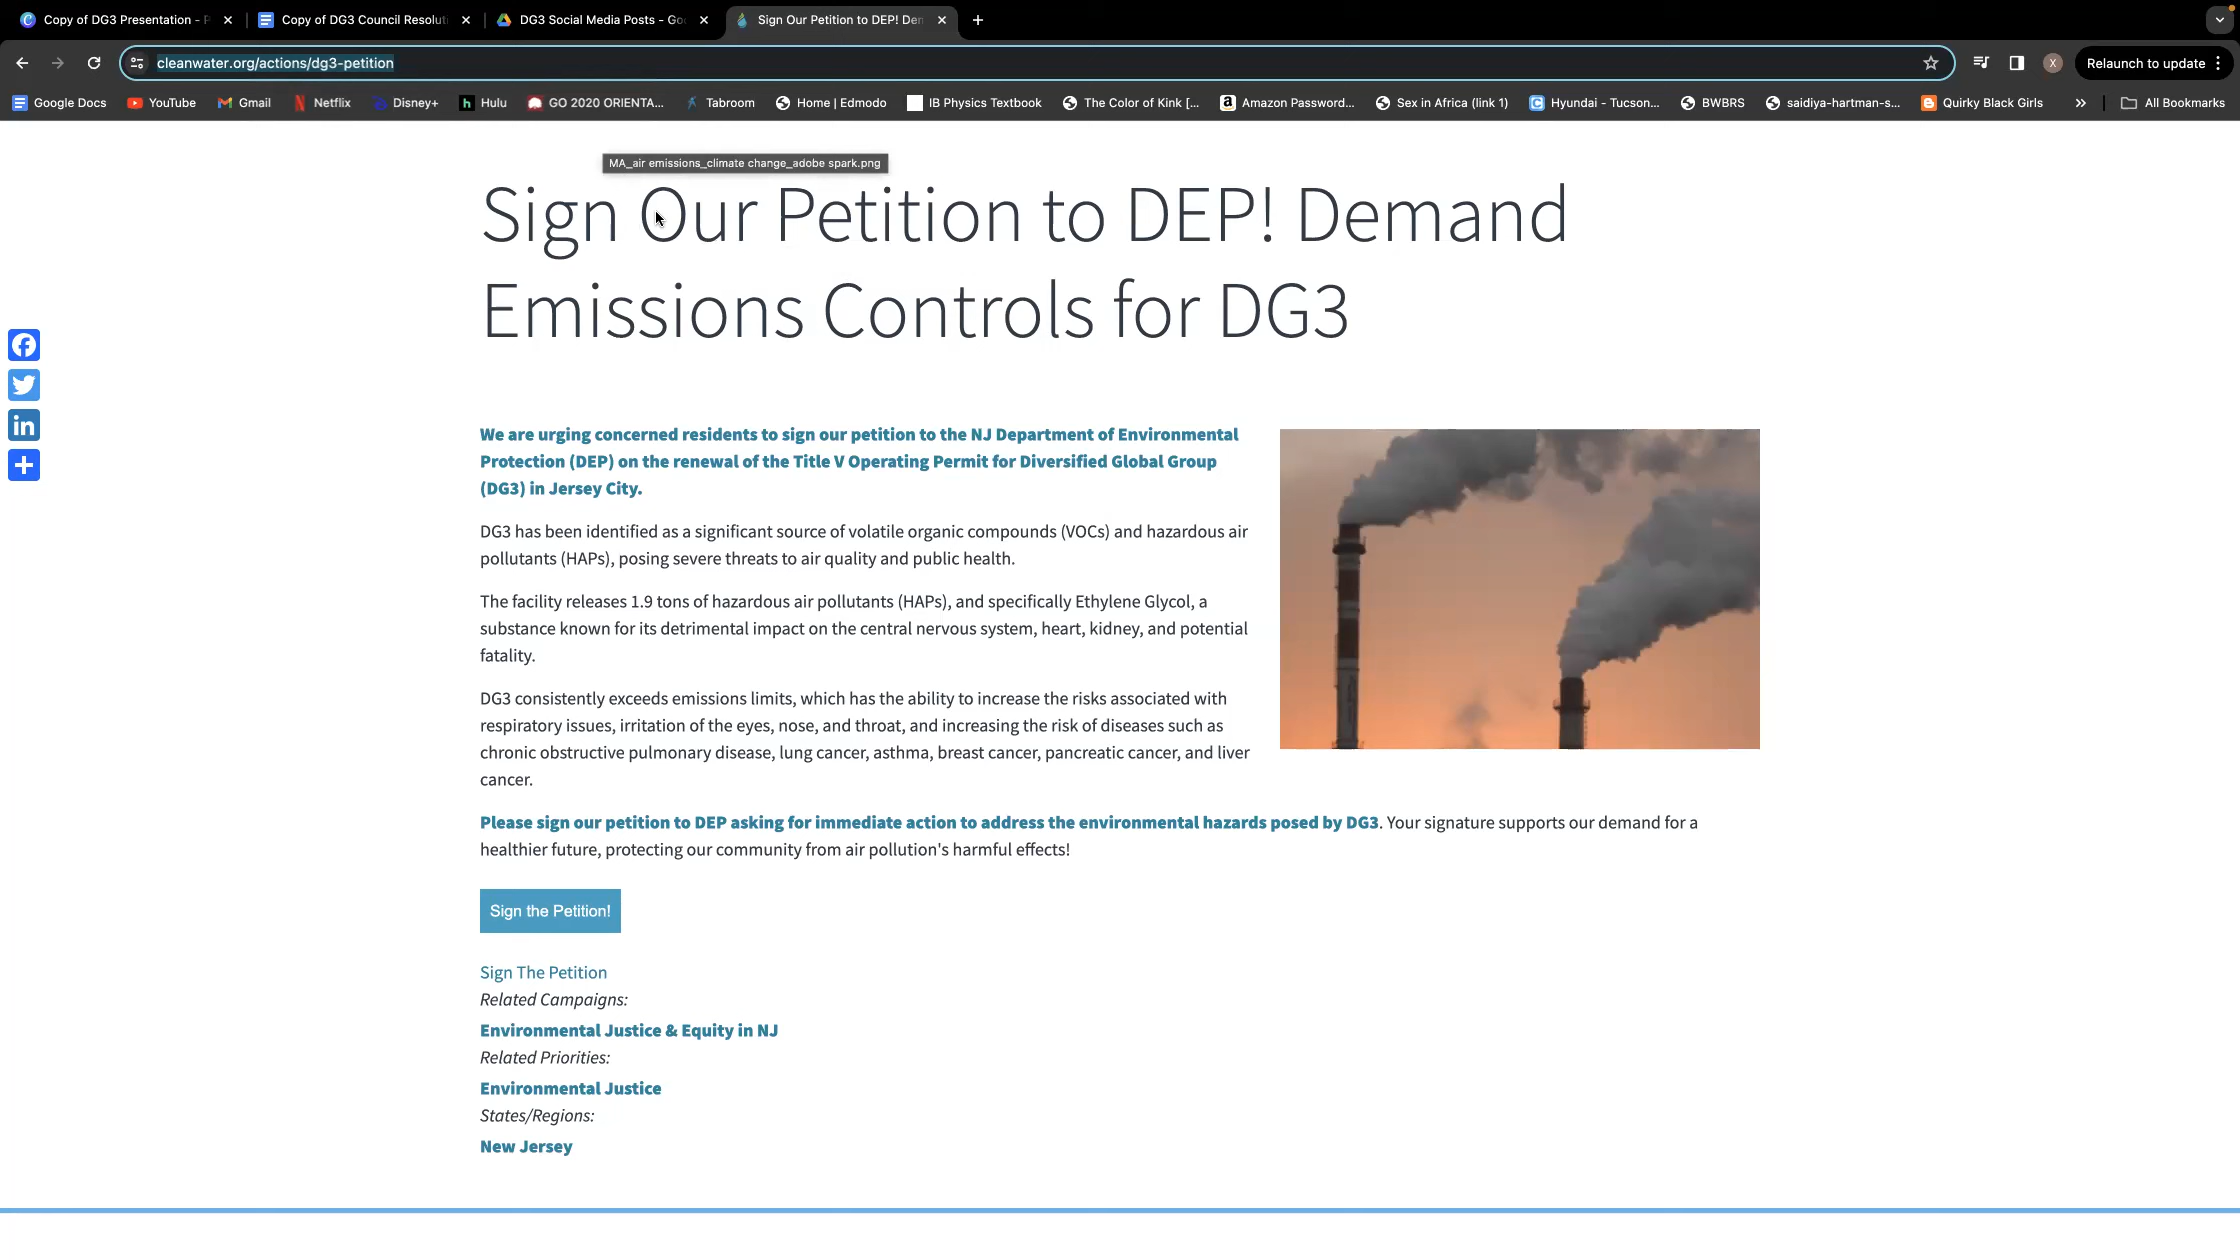 Copy of DG3 Presentation - P
Copy of DG3 Council Resolut
DG3 Social Media Posts - Go
Sign Our Petition to DEP! Den
cleanwater.org/actions/dg3-petition
X
Relaunch to update
Google Docs
YouTube
Gmail
Netflix
Disney+
Hulu
GO 2020 ORIENTA...
Tabroom
Home | Edmodo
IB Physics Textbook
The Color of Kink [...
Amazon Password...
Sex in Africa (link 1)
Hyundai - Tucson...
BWBRS
saidiya-hartman-s...
Quirky Black Girls
All Bookmarks
MA_air emissions_climate change_adobe spark.png
Sign Our Petition to DEP! Demand
Emissions Controls for DG3
We are urging concerned residents to sign our petition to the NJ Department of Environmental
Protection (DEP) on the renewal of the Title V Operating Permit for Diversified Global Group
(DG3) in Jersey City.
DG3 has been identified as a significant source of volatile organic compounds (VOCs) and hazardous air
pollutants (HAPs), posing severe threats to air quality and public health.
The facility releases 1.9 tons of hazardous air pollutants (HAPs), and specifically Ethylene Glycol, a
substance known for its detrimental impact on the central nervous system, heart, kidney, and potential
fatality.
DG3 consistently exceeds emissions limits, which has the ability to increase the risks associated with
respiratory issues, irritation of the eyes, nose, and throat, and increasing the risk of diseases such as
chronic obstructive pulmonary disease, lung cancer, asthma, breast cancer, pancreatic cancer, and liver
cancer.
Please sign our petition to DEP asking for immediate action to address the environmental hazards posed by DG3. Your signature supports our demand for a
healthier future, protecting our community from air pollution's harmful effects!
Sign the Petition!
Sign The Petition
Related Campaigns:
Environmental Justice & Equity in NJ
Related Priorities:
Environmental Justice
States/Regions:
New Jersey